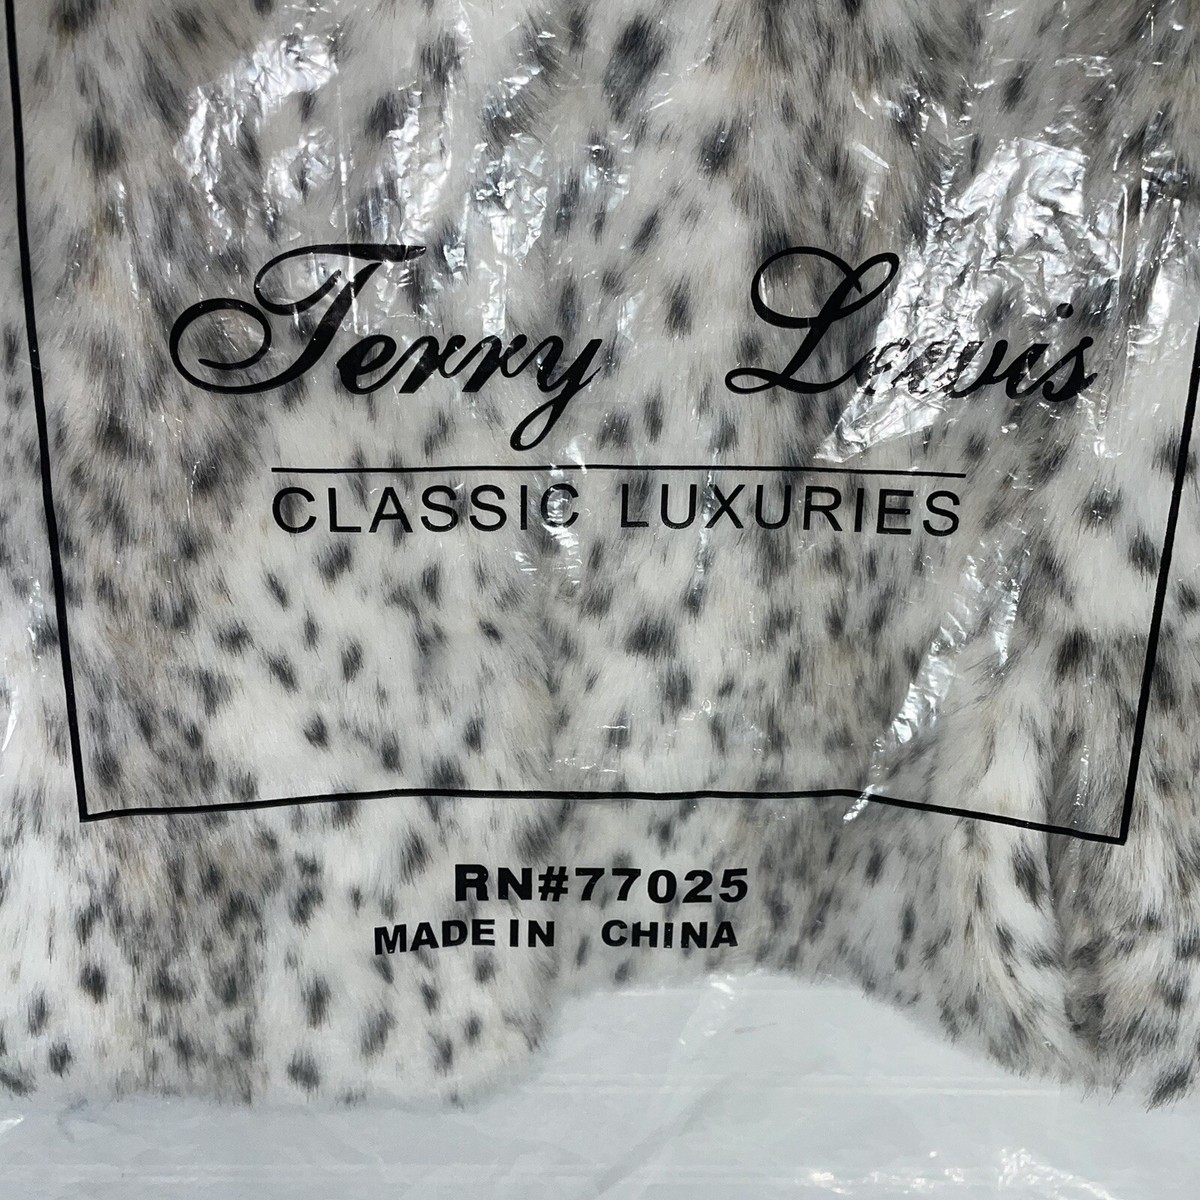 Terry Lewis
CLASSIC LUXURIES
RN#77025
MADE IN CHINA